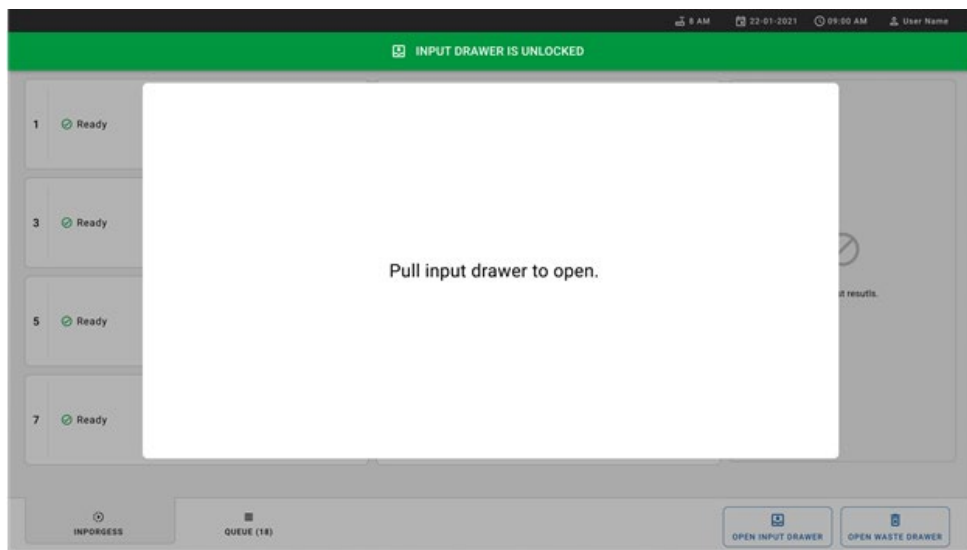 8 AM 22-01-2021 09:00 AM User Name
INPUT DRAWER IS UNLOCKED
1 Ready
3 Ready
Pull input drawer to open.
resutls.
5 Ready
7 Ready
INPORGESS QUEUE (18) OPEN INPUT DRAWER OPEN WASTE DRAWER